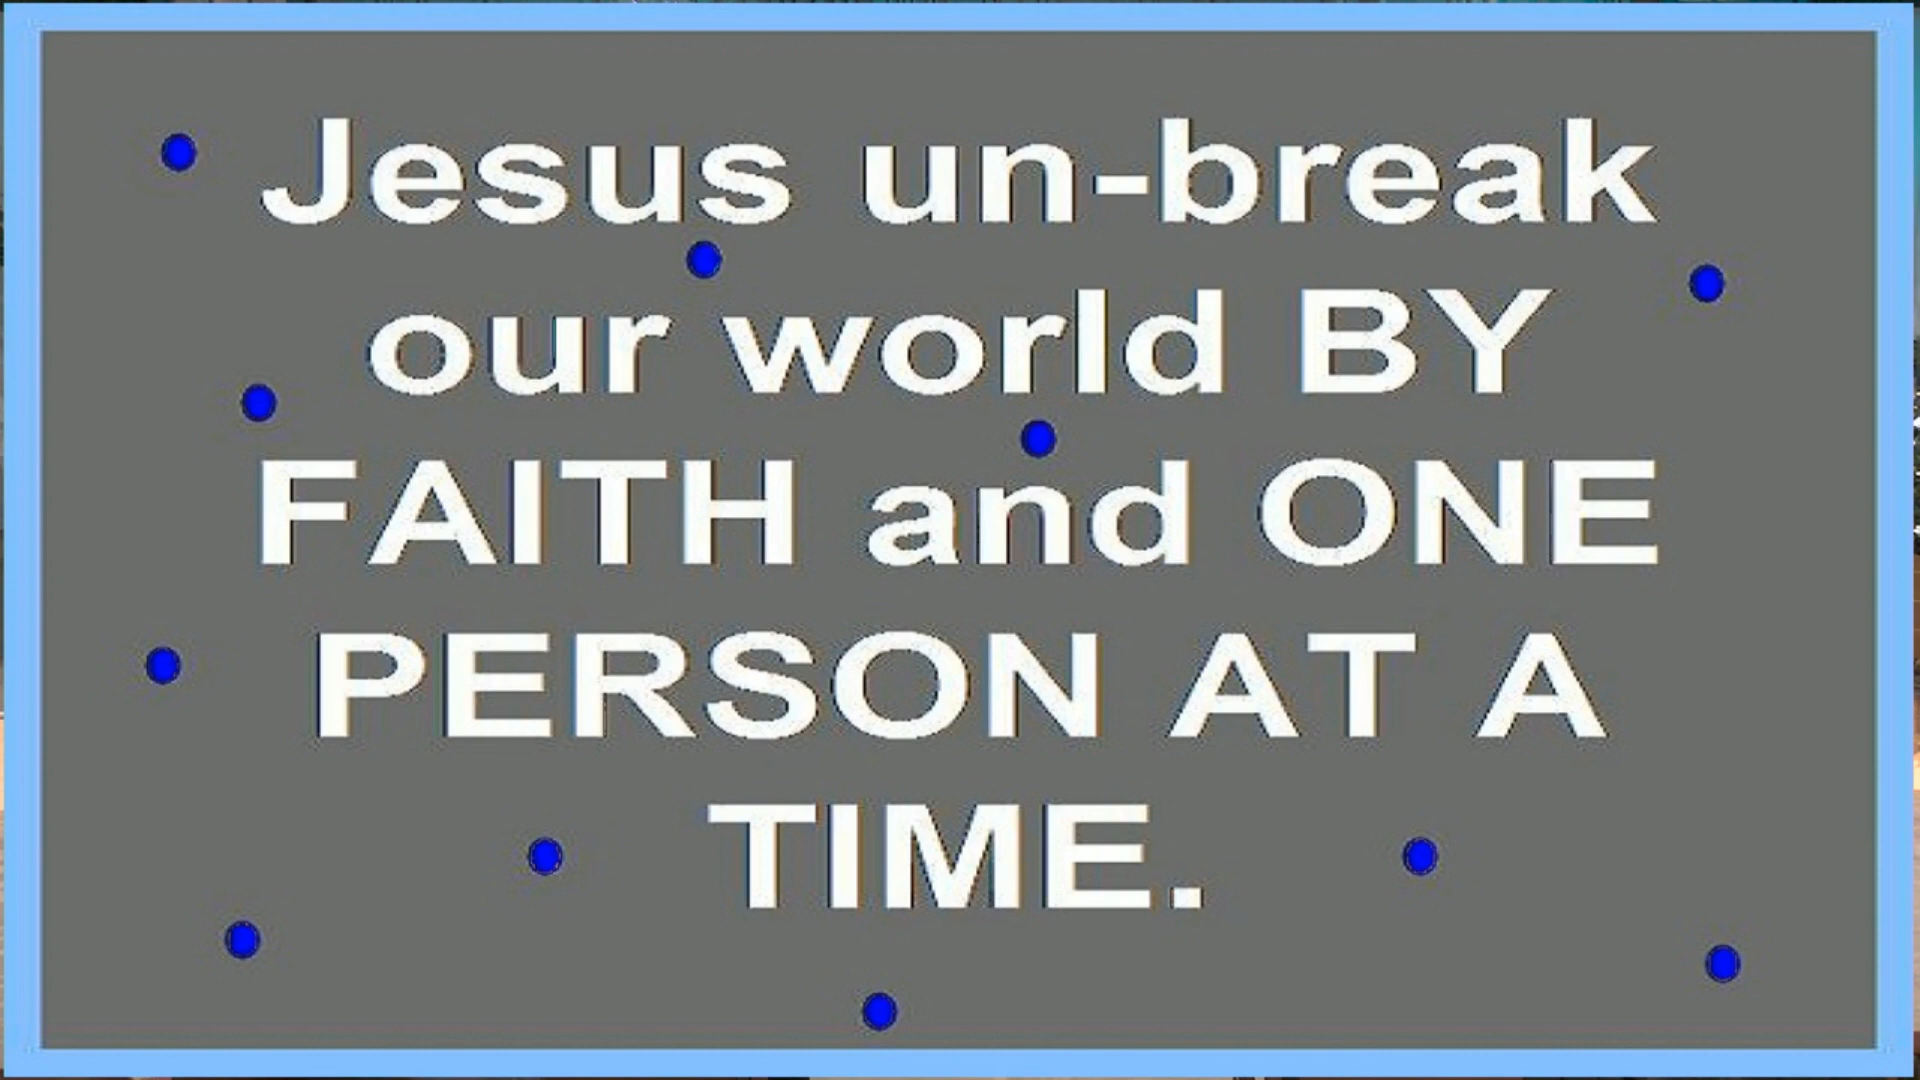 Jesus un-break
our world BY
FAITH and ONE
PERSON AT A
TIME.